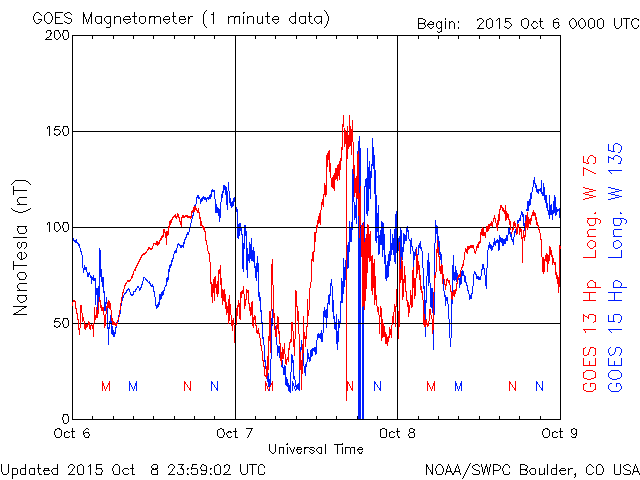 GOES Magnetometer (1 minute data)
Begin: 2015 Oct 6 0000 UTC
200
150
100
50
0
NanoTesla (nT)
M M N N M M N N M M N N
Oct 6 Oct 7 Oct 8 Oct 9
Universal Time
GOES 13 Hp Long. W 75
GOES 15 Hp Long. W 135
Updated 2015 Oct 8 23:59:02 UTC
NOAA/SWPC Boulder, CO USA